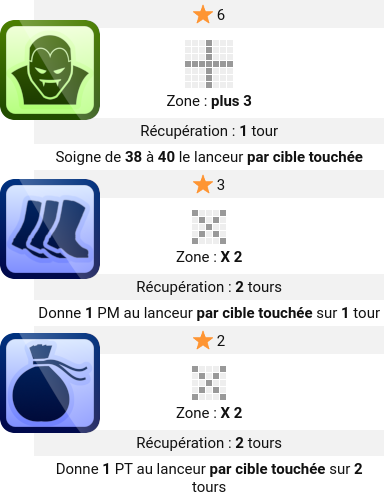 6
Zone : plus 3
Récupération : 1 tour
Soigne de 38 à 40 le lanceur par cible touchée
3
Zone : X 2
Récupération : 2 tours
Donne 1 PM au lanceur par cible touchée sur 1 tour
2
Zone : X 2
Récupération : 2 tours
Donne 1 PT au lanceur par cible touchée sur 2
tours